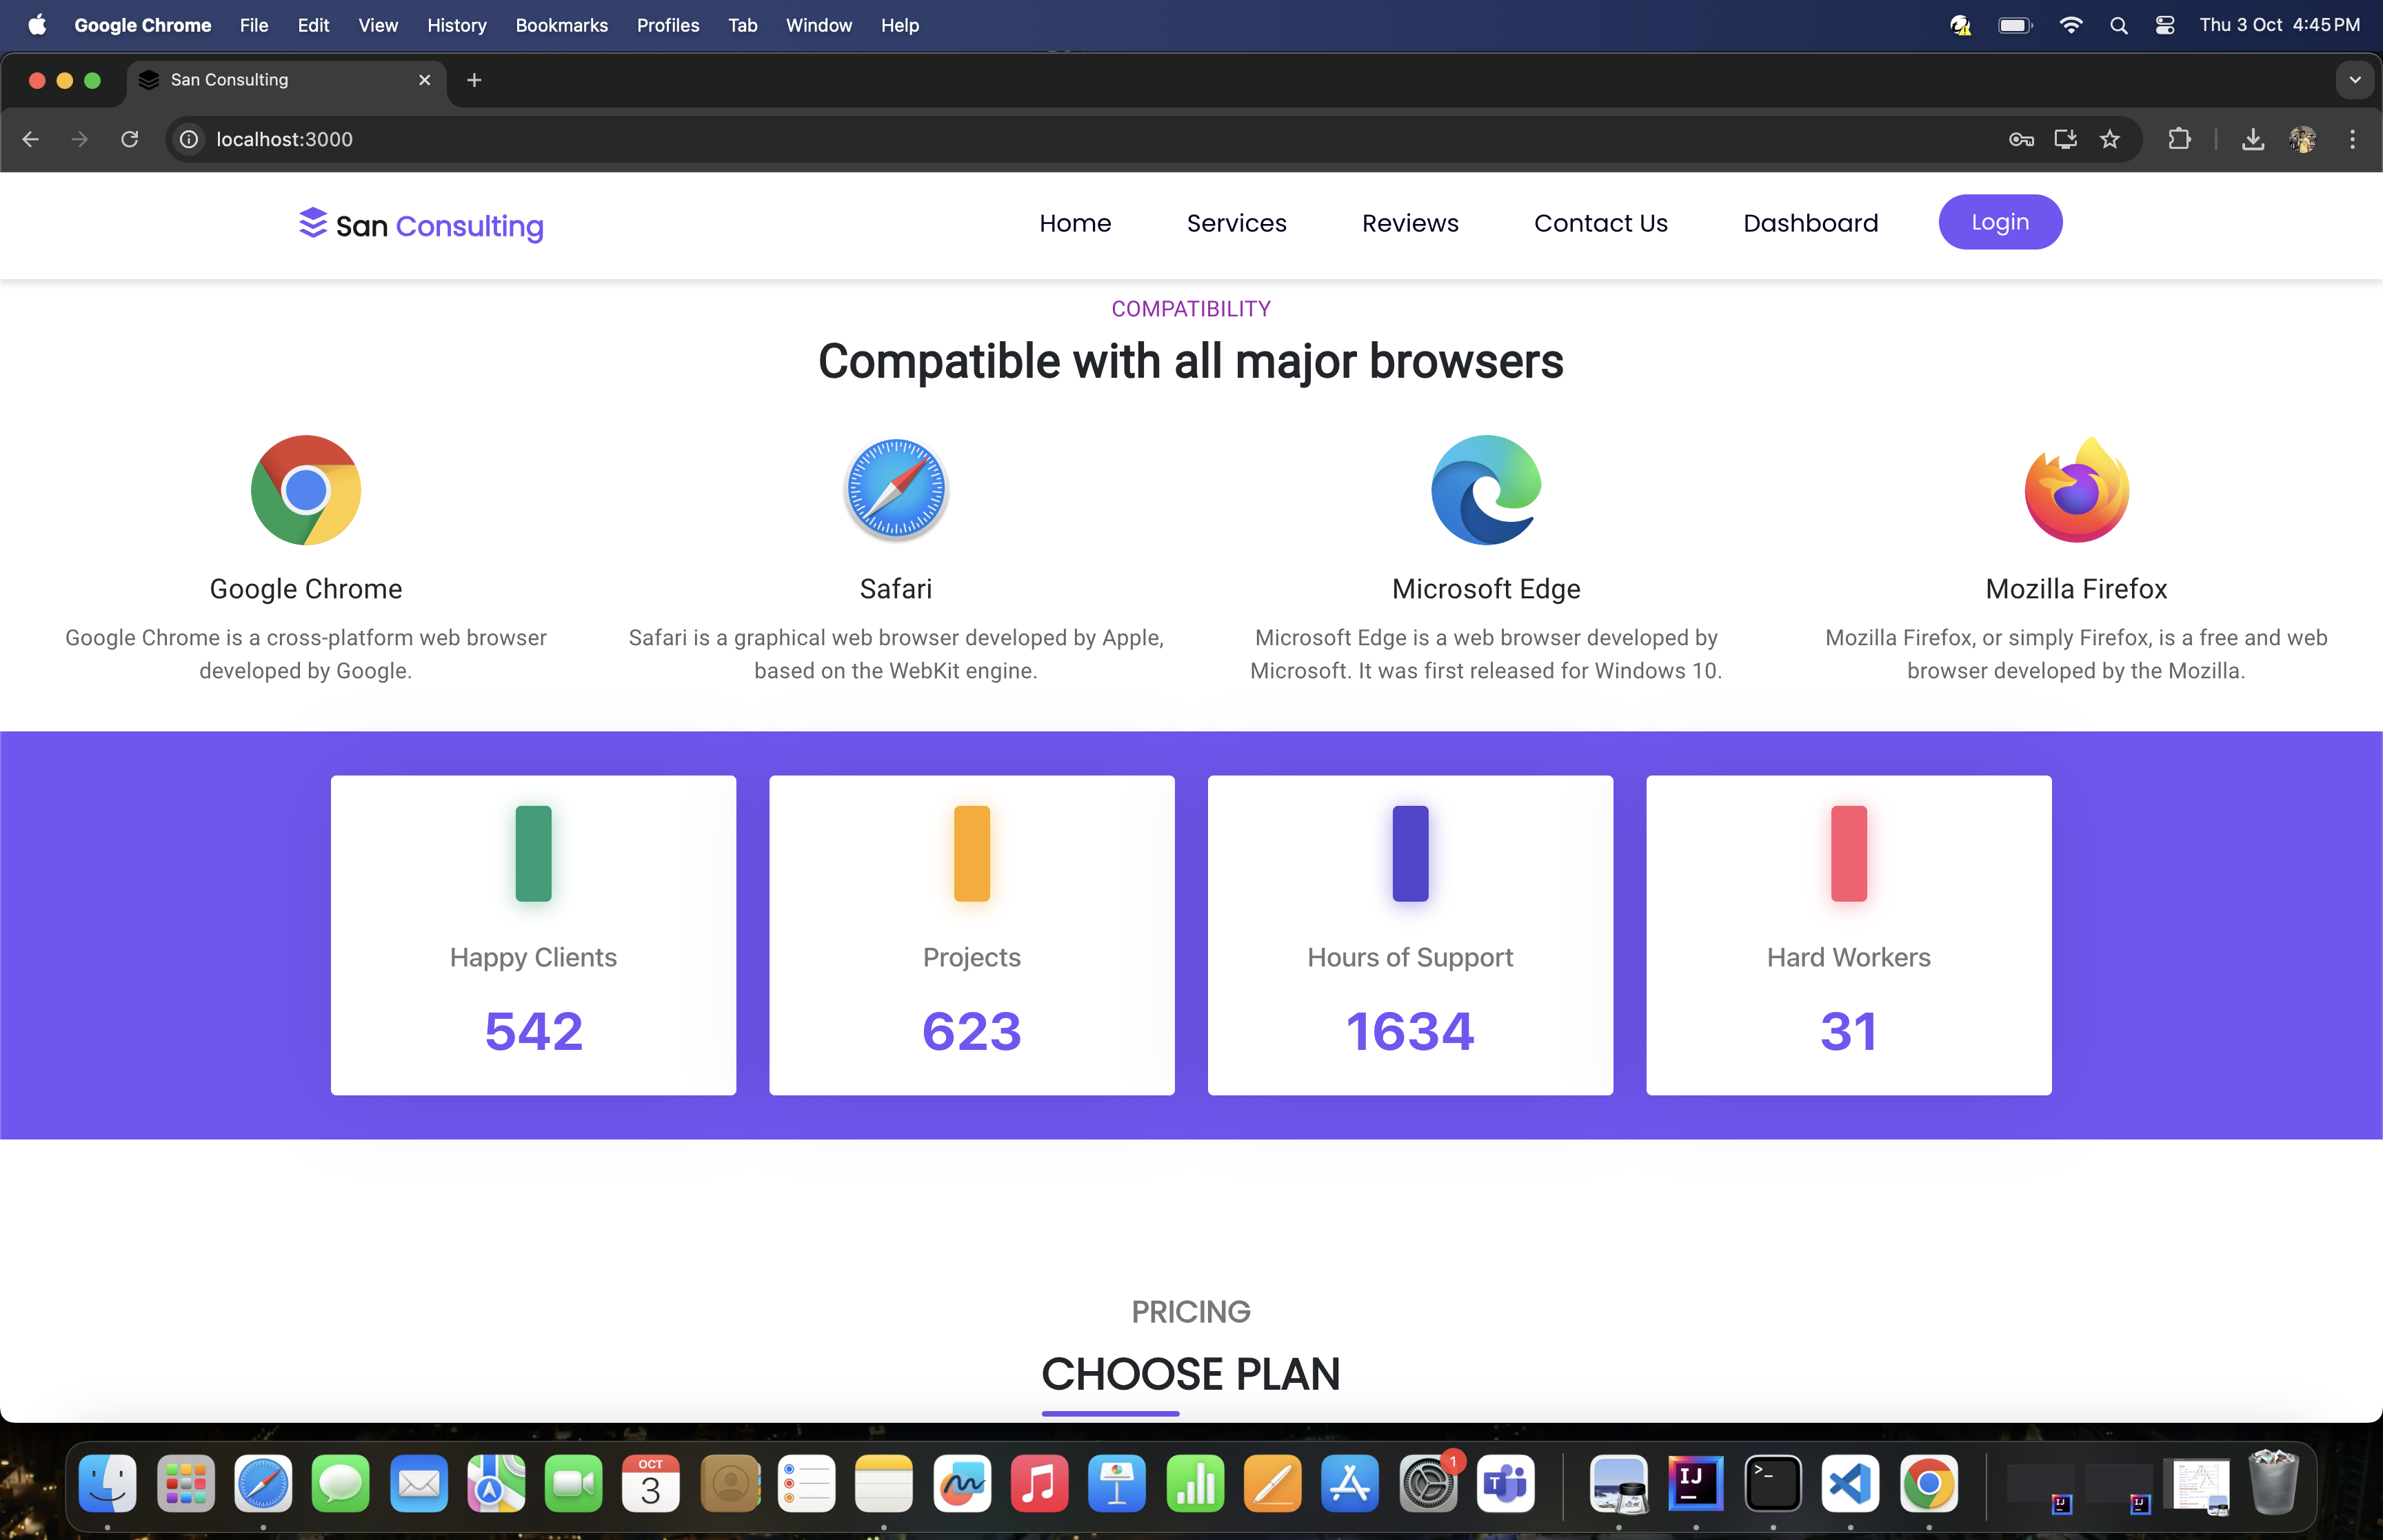 Google Chrome File Edit View History Bookmarks Profiles Tab Window Help Thu 3 Oct 4:45 PM
San Consulting
localhost:3000
San Consulting Home Services Reviews Contact Us Dashboard Login
COMPATIBILITY
Compatible with all major browsers
Google Chrome Safari Microsoft Edge Mozilla Firefox
Google Chrome is a cross-platform web browser
developed by Google.
Safari is a graphical web browser developed by Apple,
based on the WebKit engine.
Microsoft Edge is a web browser developed by
Microsoft. It was first released for Windows 10.
Mozilla Firefox, or simply Firefox, is a free and web
browser developed by the Mozilla.
Happy Clients Projects Hours of Support Hard Workers
542 623 1634 31
PRICING
CHOOSE PLAN
OCT
3
1
T
IJ
>_
IJ
IJ